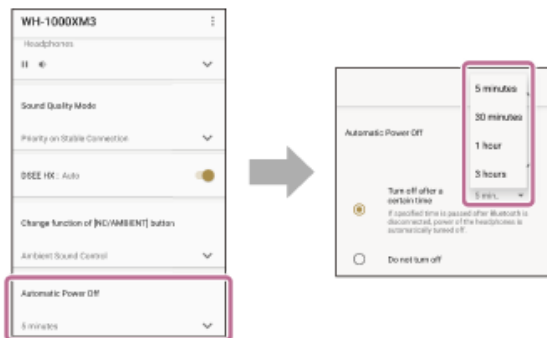 WH-1000XM3
Headphones
Sound Quality Mode
Priority on Stable Connection
DSEE HX : Auto
Change function of [NC/AMBIENT] button
Ambient Sound Control
Automatic Power Off
5 minutes
5 minutes
30 minutes
1 hour
3 hours
Automatic Power Off
Turn off after a
certain time
5 min...
If specified time is passed after Bluetooth is
disconnected, power of the headphones is
automatically turned off.
Do not turn off